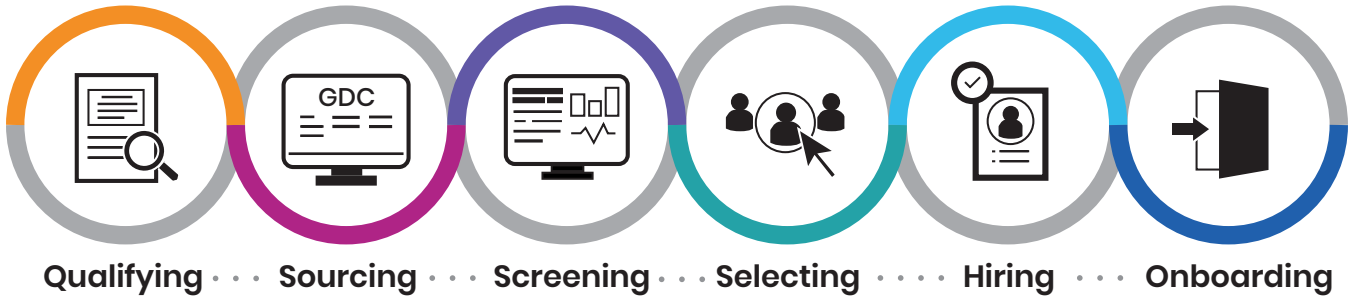 GDC
Qualifying · · · Sourcing · · · Screening · · · Selecting · · · · Hiring · · · Onboarding